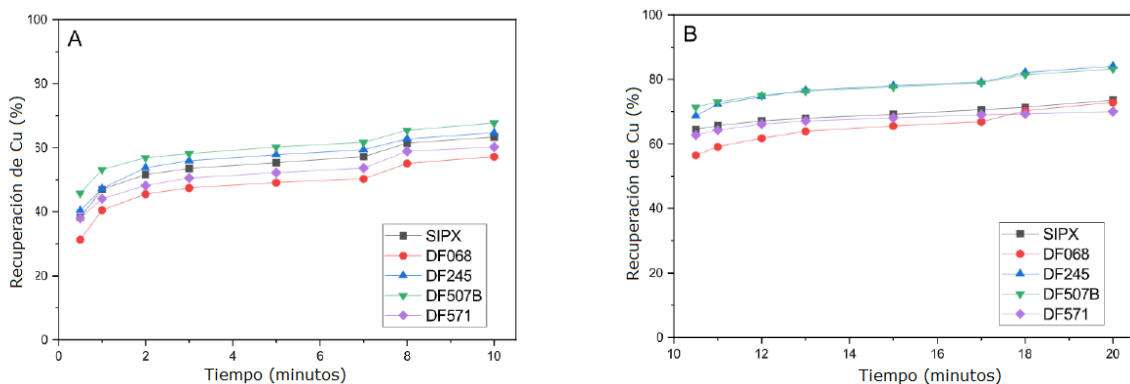 A
Recuperación de Cu (%)
100
90
50
40
20
0
SIPX
DF068
DF245
DF507B
DF571
0 2 4 6 8 10
Tiempo (minutos)
B
Recuperación de Cu (%)
100
80
60
40
20
0
SIPX
DF068
DF245
DF507B
DF571
10 12 14 16 18 20
Tiempo (minutos)